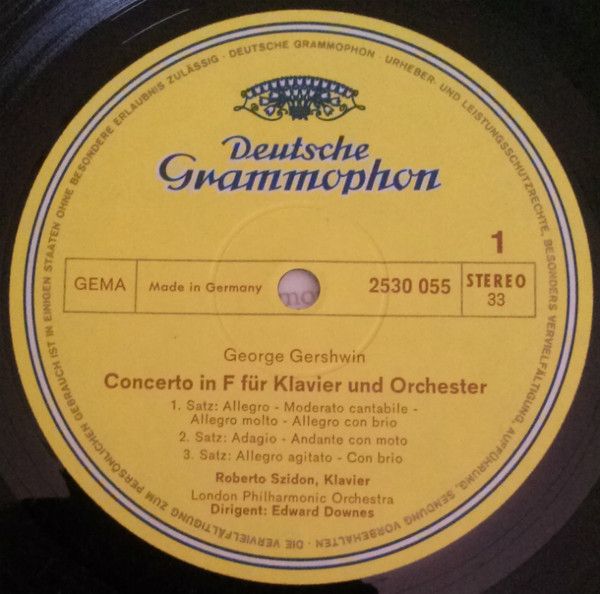 Deutsche
Grammophon
1
GEMA
Made in Germany
2530 055
STEREO
33
George Gershwin
Concerto in F für Klavier und Orchester
1. Satz: Allegro - Moderato cantabile -
Allegro molto - Allegro con brio
2. Satz: Adagio - Andante con moto
3. Satz: Allegro agitato - Con brio
Roberto Szidon, Klavier
London Philharmonic Orchestra
Dirigent: Edward Downes
DEUTSCHE GRAMMOPHON · URHEBER- UND LEISTUNGSSCHUTZRECHTE, BESONDERS VERVIELFÄLTIGUNG, AUFFÜHRUNG, SENDUNG VORBEHALTEN · DIE VERVIELFÄLTIGUNG ZUM PERSÖNLICHEN GEBRAUCH IST IN EINIGEN STAATEN OHNE BESONDERE ERLAUBNIS ZULÄSSIG ·